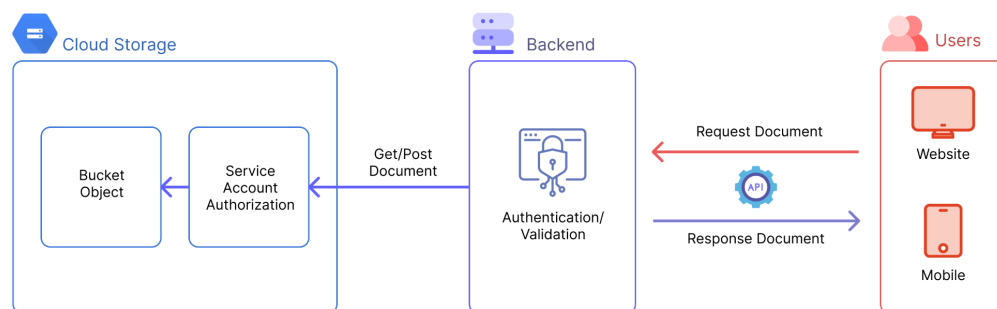 Cloud Storage
Backend
Users
Bucket
Object
Service
Account
Authorization
Get/Post
Document
Authentication/
Validation
Request Document
API
Response Document
Website
Mobile